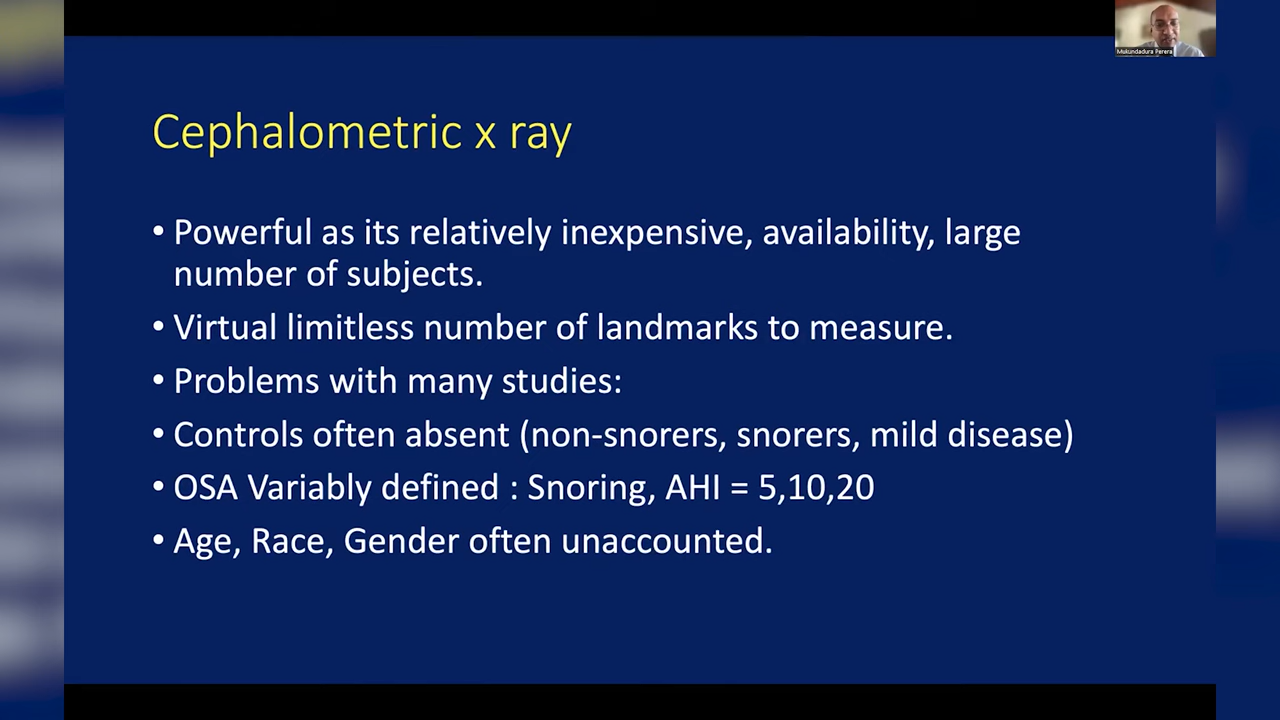 Mukundadura Perera
Cephalometric x ray
• Powerful as its relatively inexpensive, availability, large
number of subjects.
• Virtual limitless number of landmarks to measure.
• Problems with many studies:
• Controls often absent (non-snorers, snorers, mild disease)
• OSA Variably defined : Snoring, AHI = 5,10,20
• Age, Race, Gender often unaccounted.